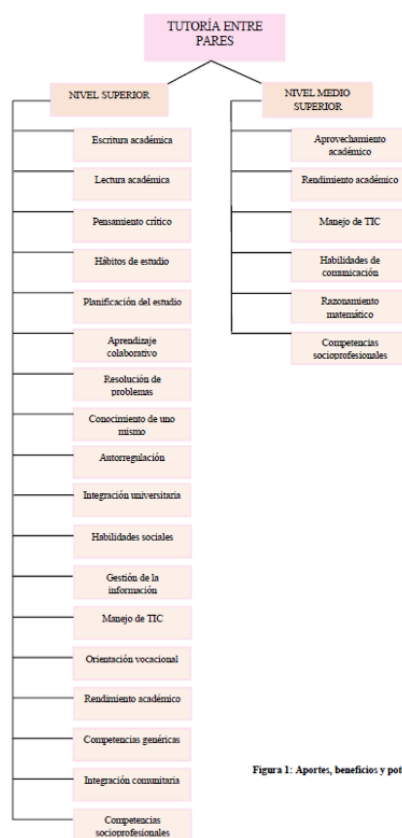 TUTORÍA ENTRE
PARES
NIVEL SUPERIOR
Escritura académica
Lectura académica
Pensamiento crítico
Hábitos de estudio
Planificación del estudio
Aprendizaje
colaborativo
Resolución de
problemas
Conocimiento de uno
mismo
Autorregulación
Integración universitaria
Habilidades sociales
Gestión de la
información
Manejo de TIC
Orientación vocacional
Rendimiento académico
Competencias genéricas
Integración comunitaria
Competencias
socioprofesionales
NIVEL MEDIO
SUPERIOR
Aprovechamiento
académico
Rendimiento académico
Manejo de TIC
Habilidades de
comunicación
Razonamiento
matemático
Competencias
socioprofesionales
Figura 1: Aportes, beneficios y